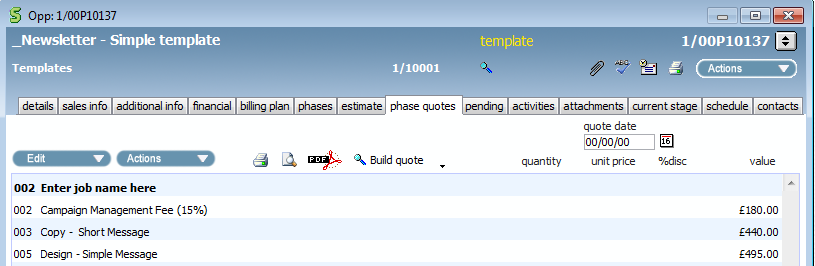 Opp: 1/00P10137
_Newsletter - Simple template template 1/00P10137
Templates 1/10001 ABC Actions
details sales info additional info financial billing plan phases estimate phase quotes pending activities attachments current stage schedule contacts
quote date
00/00/00 16
Edit Actions PDF Build quote quantity unit price %disc value
002 Enter job name here
002 Campaign Management Fee (15%) £180.00
003 Copy - Short Message £440.00
005 Design - Simple Message £495.00